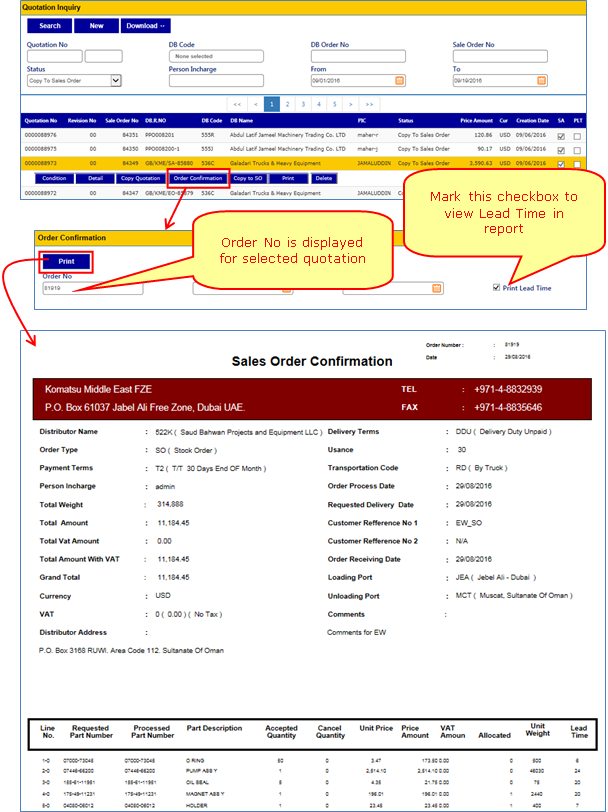 Quotation Inquiry
Search New Download
Quotation No DB Code DB Order No Sale Order No
None selected
Status Person Incharge From To
Copy To Sales Order 09/01/2016 09/19/2016
<< < 1 2 3 4 5 > >>
Quotation No Revision No Sale Order No DB.R.NO DB Code DB Name PIC Status Price Amount Cur Creation Date SA PLT
0000088976 00 84351 PP0008201 555R Abdul Latif Jameel Machinery Trading Co. LTD Copy To Sales Order 120.86 USD 09/06/2016
0000088975 00 84350 PP0008200-1 555J Abdul Latif Jameel Machinery Trading Co. LTD Copy To Sales Order 90.17 USD 09/06/2016
0000088973 00 84349 GB/KME/SA-85880 536C Galadari Trucks & Heavy Equipment JAMALUDDIN Copy To Sales Order 3,590.63 USD 09/06/2016
Condition Detail Copy Quotation Order Confirmation Copy to SO Print Delete
0000088972 00 84347 GB/KME/EO-85879 536C Galadari Trucks & Heavy Equipment JAMALUDDIN
Mark this checkbox to
view Lead Time in
report
Order Confirmation
Order No is displayed
for selected quotation
Print
Order No
81919
Print Lead Time
Order Number : 81919
Date : 29/08/2016
Sales Order Confirmation
Komatsu Middle East FZE TEL : +971-4-8832939
P.O. Box 61037 Jabel Ali Free Zone, Dubai UAE. FAX : +971-4-8835646
Distributor Name : 522K ( Saud Bahwan Projects and Equipment LLC ) Delivery Terms : DDU ( Delivery Duty Unpaid )
Order Type : SO ( Stock Order ) Usance : 30
Payment Terms : T2 ( T/T 30 Days End OF Month ) Transportation Code : RD ( By Truck )
Person Incharge : admin Order Process Date : 29/08/2016
Total Weight : 314,888 Requested Delivery Date : 29/08/2016
Total Amount : 11,184.45 Customer Refference No 1 : EW_SO
Total Vat Amount : 0.00 Customer Refference No 2 : N/A
Total Amount With VAT : 11,184.45 Order Receiving Date : 29/08/2016
Grand Total : 11,184.45 Loading Port : JEA ( Jebel Ali - Dubai )
Currency : USD Unloading Port : MCT ( Muscat, Sultanate Of Oman )
VAT : 0 ( 0.00 ) ( No Tax ) Comments :
Distributor Address : Comments for EW
P.O. Box 3168 RUWI. Area Code 112. Sultanate Of Oman
Line No. Requested Part Number Processed Part Number Part Description Accepted Quantity Cancel Quantity Unit Price Price Amount VAT Amoun Allocated Unit Weight Lead Time
1-0 07000-73045 07000-73045 O RING 50 0 3.47 173.50 0.00 0 500 5
2-0 07446-66200 07446-66200 PUMP ASS Y 1 0 2,514.10 2,514.10 0.00 0 46030 24
3-0 155-61-11951 155-61-11951 OIL SEAL 5 0 4.35 21.75 0.00 0 75 20
4-0 178-49-11231 178-49-11231 MAGNET ASS Y 1 0 196.01 196.01 0.00 1 2440 20
5-0 04050-06012 04050-06012 HOLDER 1 0 23.45 23.45 0.00 1 400 7